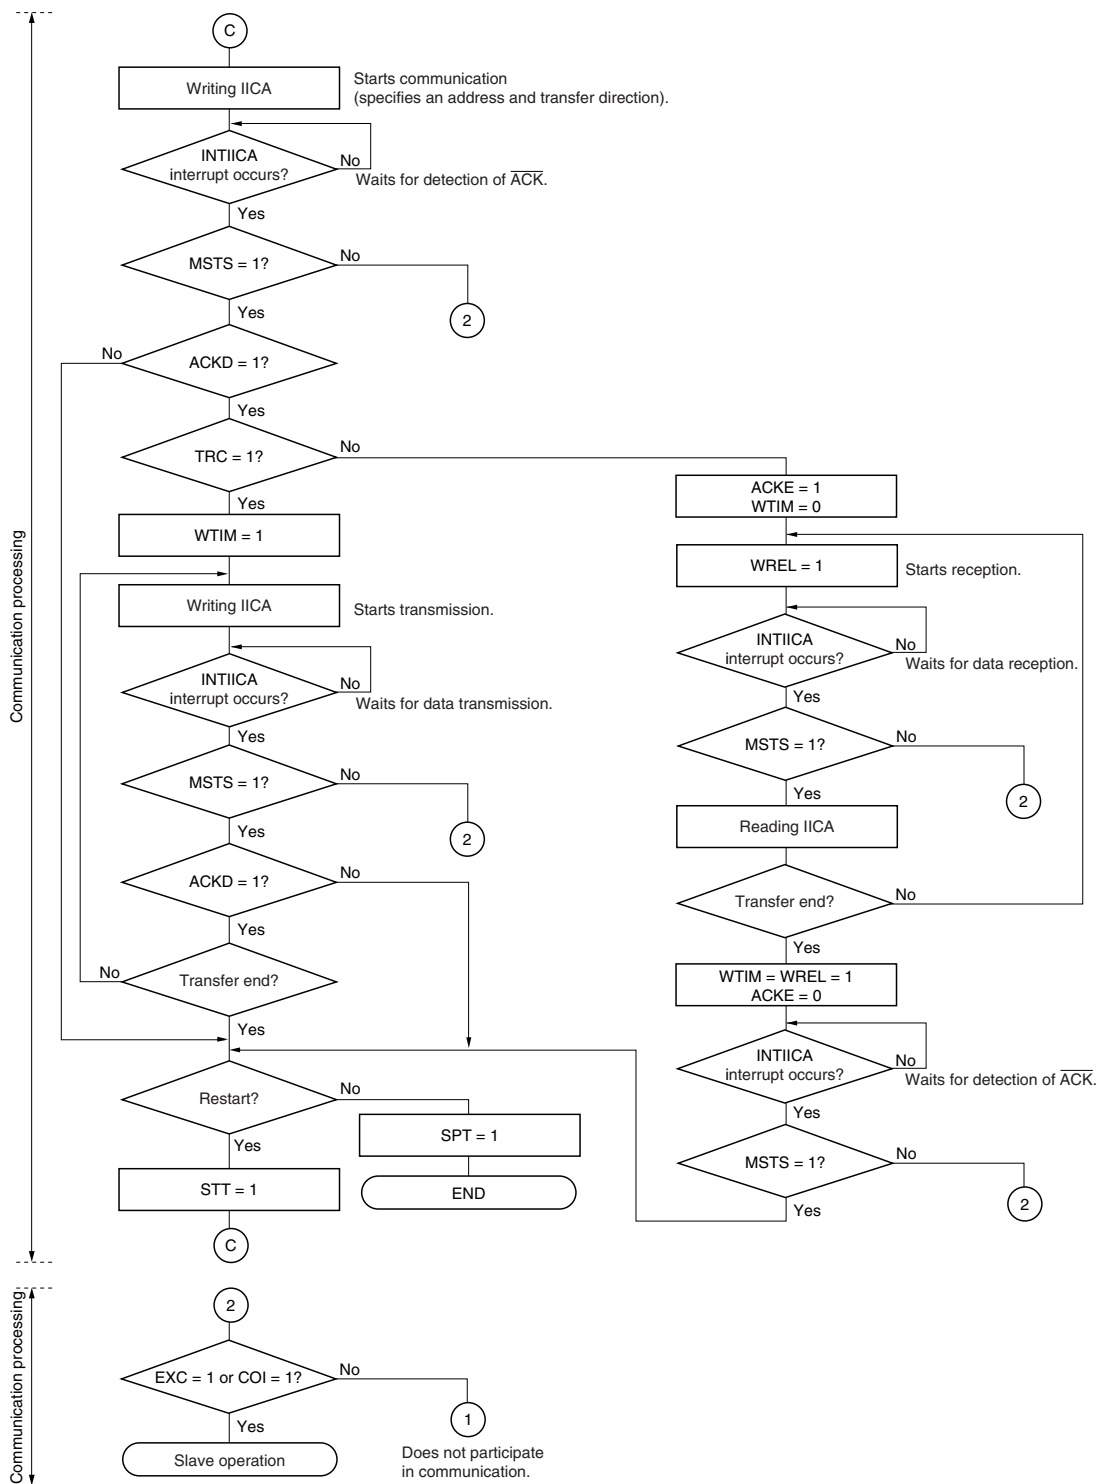 C
Writing IICA
Starts communication
(specifies an address and transfer direction).
INTIICA
interrupt occurs?
No
Waits for detection of A̅C̅K̅.
Yes
MSTS = 1?
No
2
Yes
No
ACKD = 1?
Yes
TRC = 1?
No
Yes
WTIM = 1
Writing IICA
Starts transmission.
INTIICA
interrupt occurs?
No
Waits for data transmission.
Yes
MSTS = 1?
No
2
Yes
ACKD = 1?
No
Yes
No
Transfer end?
Yes
Restart?
No
SPT = 1
END
Yes
STT = 1
C
ACKE = 1
WTIM = 0
WREL = 1
Starts reception.
INTIICA
interrupt occurs?
No
Waits for data reception.
Yes
MSTS = 1?
No
2
Yes
Reading IICA
Transfer end?
No
Yes
WTIM = WREL = 1
ACKE = 0
INTIICA
interrupt occurs?
No
Waits for detection of A̅C̅K̅.
Yes
MSTS = 1?
No
2
Yes
Communication processing
2
EXC = 1 or COI = 1?
No
1
Does not participate
in communication.
Yes
Slave operation
Communication processing